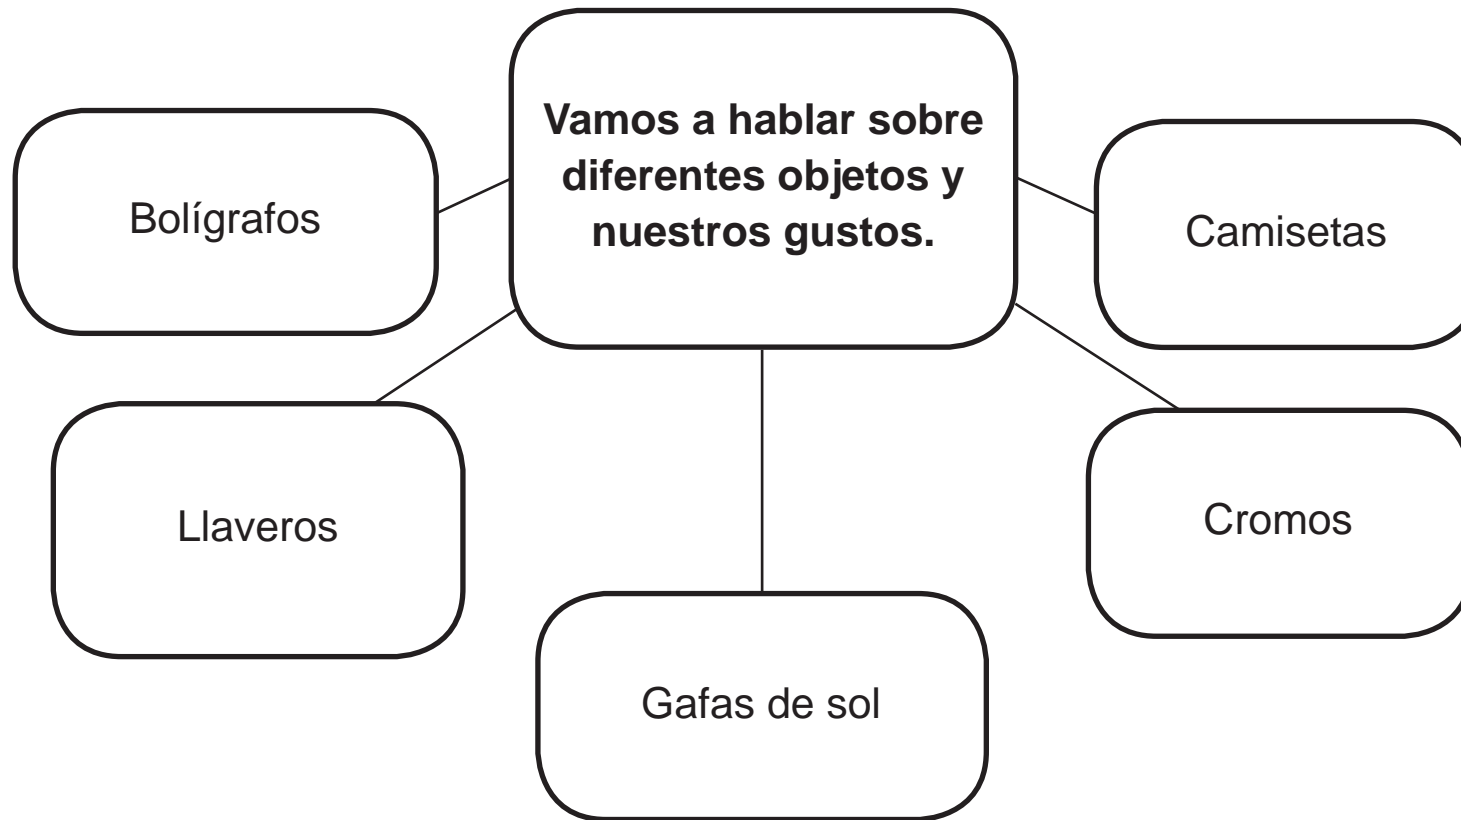 Vamos a hablar sobre
diferentes objetos y
nuestros gustos.
Bolígrafos
Camisetas
Llaveros
Cromos
Gafas de sol